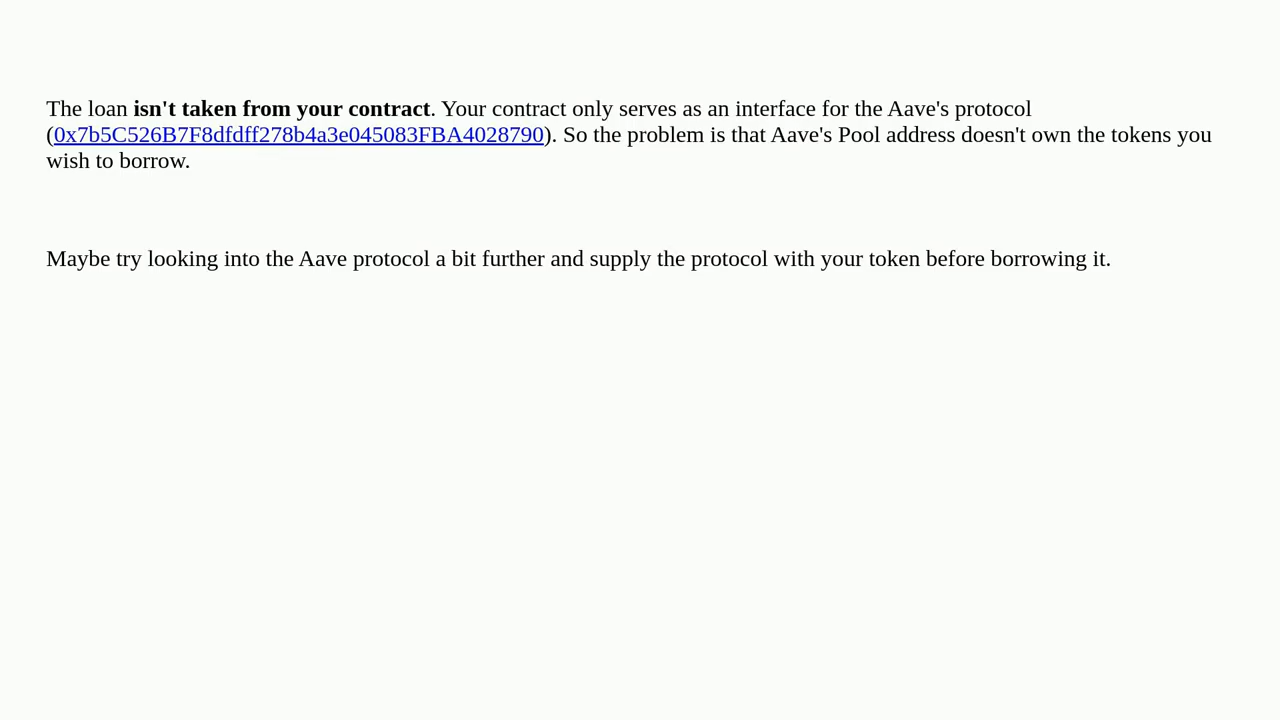 The loan isn't taken from your contract. Your contract only serves as an interface for the Aave's protocol
(0x7b5C526B7F8dfdff278b4a3e045083FBA4028790). So the problem is that Aave's Pool address doesn't own the tokens you
wish to borrow.
Maybe try looking into the Aave protocol a bit further and supply the protocol with your token before borrowing it.